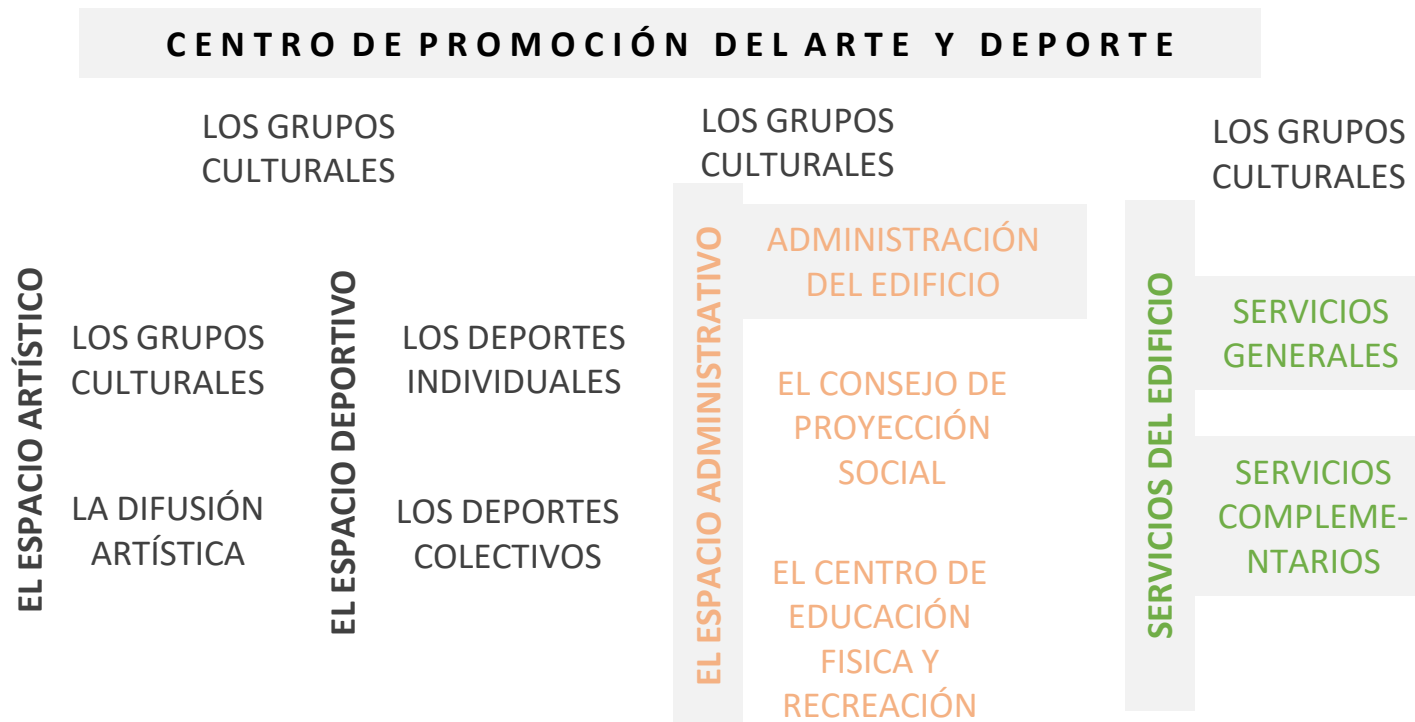 CENTRO DE PROMOCIÓN DEL ARTE Y DEPORTE
LOS GRUPOS
CULTURALES
EL ESPACIO ARTÍSTICO
LOS GRUPOS
CULTURALES
LA DIFUSIÓN
ARTÍSTICA
EL ESPACIO DEPORTIVO
LOS DEPORTES
INDIVIDUALES
LOS DEPORTES
COLECTIVOS
LOS GRUPOS
CULTURALES
EL ESPACIO ADMINISTRATIVO
ADMINISTRACIÓN
DEL EDIFICIO
EL CONSEJO DE
PROYECCIÓN
SOCIAL
EL CENTRO DE
EDUCACIÓN
FISICA Y
RECREACIÓN
LOS GRUPOS
CULTURALES
SERVICIOS DEL EDIFICIO
SERVICIOS
GENERALES
SERVICIOS
COMPLEME-
NTARIOS